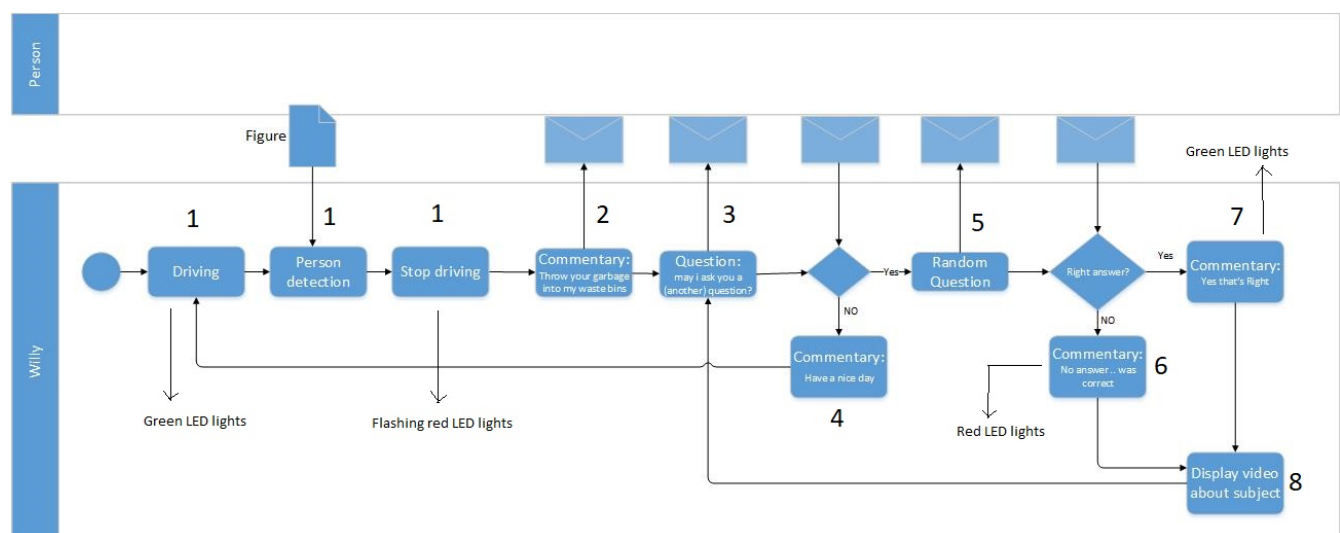 Person
Figure
Green LED lights
Willy
1
1
1
2
3
5
7
Driving
Person
detection
Stop driving
Commentary:
Throw your garbage
into my waste bins
Question:
may i ask you a
(another) question?
Yes
Random
Question
Right answer?
Yes
Commentary:
Yes that's Right
NO
NO
Commentary:
Have a nice day
4
Commentary:
No answer .. was
correct
6
Green LED lights
Flashing red LED lights
Red LED lights
Display video
about subject
8